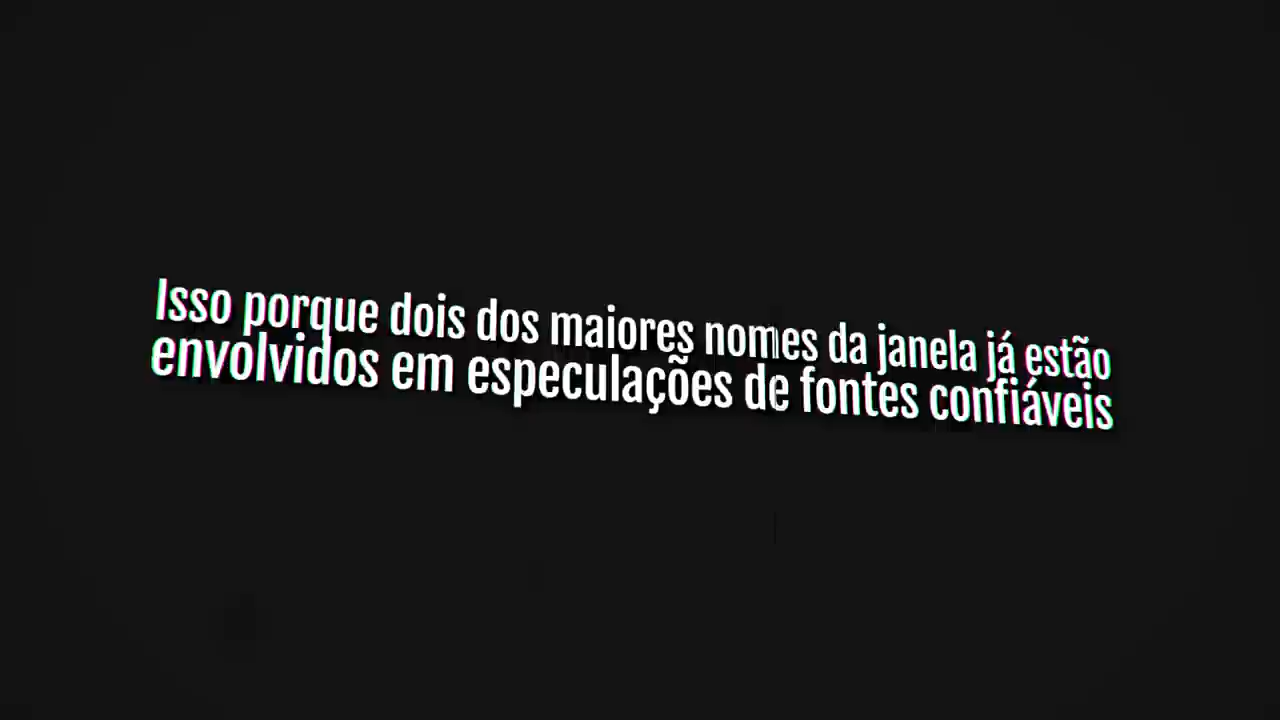 Isso porque dois dos maiores nomes da janela já estão
envolvidos em especulações de fontes confiáveis